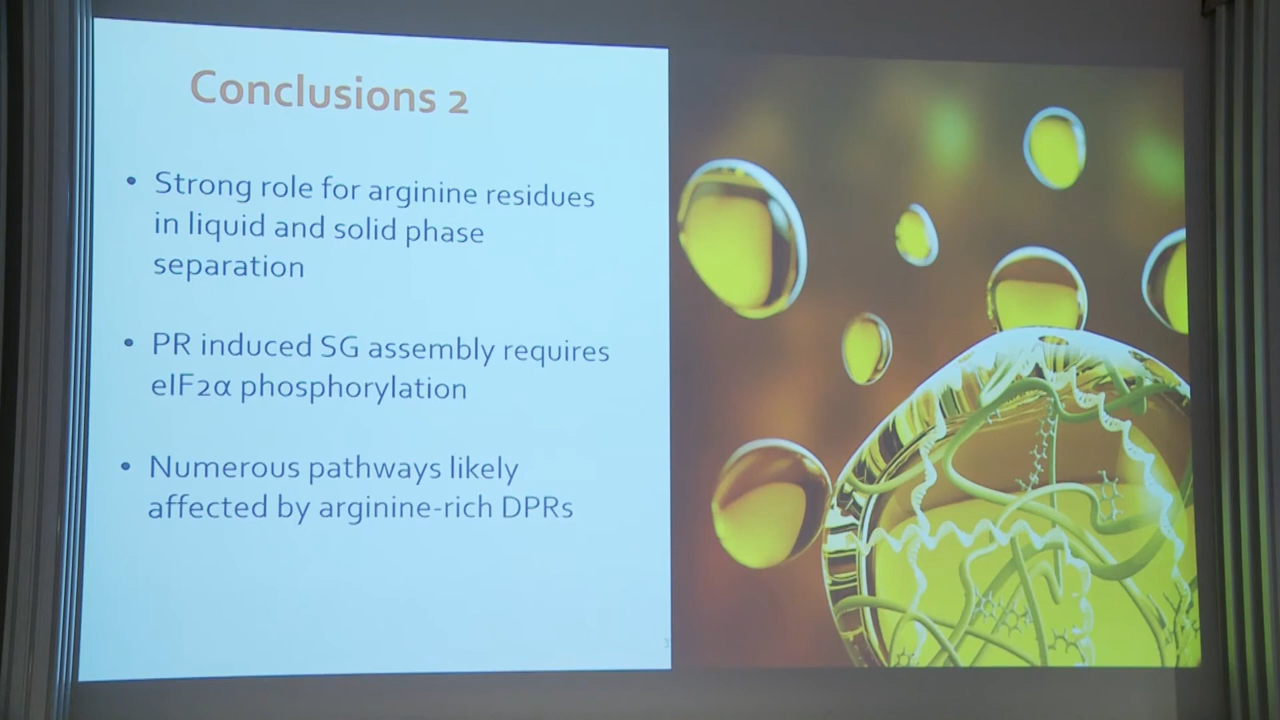 Conclusions 2
• Strong role for arginine residues
in liquid and solid phase
separation
• PR induced SG assembly requires
eIF2α phosphorylation
• Numerous pathways likely
affected by arginine-rich DPRs